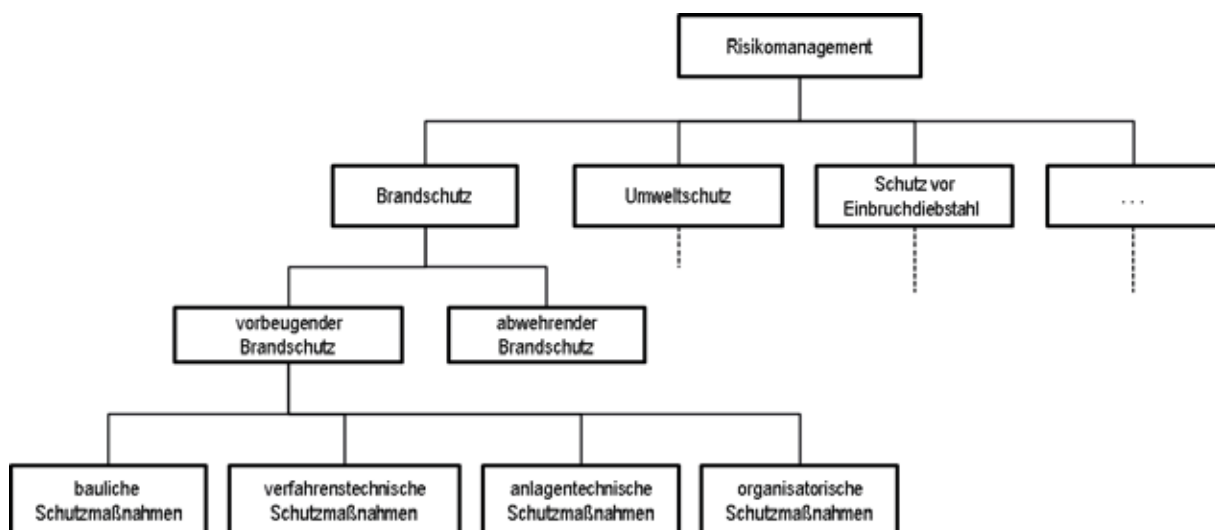 Risikomanagement
Brandschutz
Umweltschutz
Schutz vor
Einbruchdiebstahl
. . .
vorbeugender
Brandschutz
abwehrender
Brandschutz
bauliche
Schutzmaßnahmen
verfahrenstechnische
Schutzmaßnahmen
anlagentechnische
Schutzmaßnahmen
organisatorische
Schutzmaßnahmen